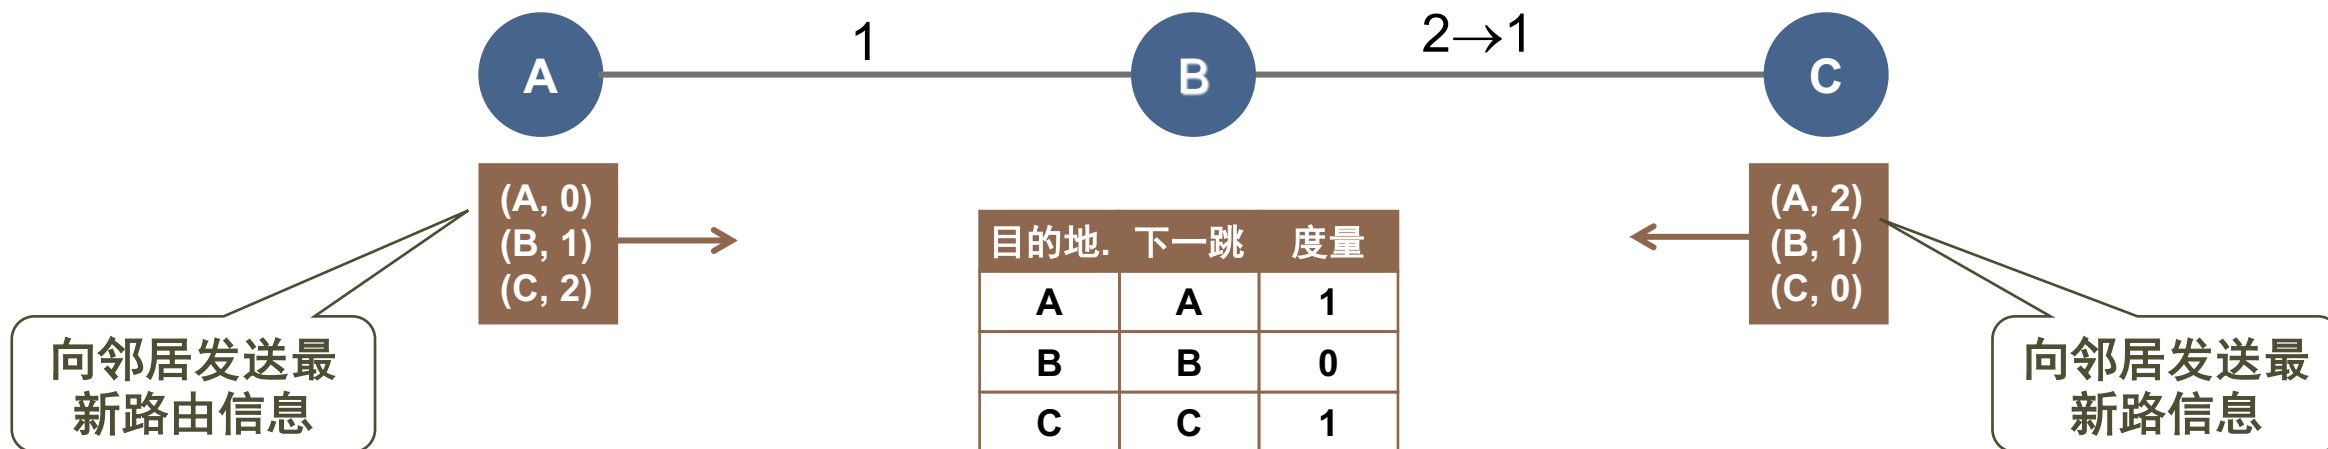 1
2→1
A
B
C
(A, 0)
(B, 1)
(C, 2)
目的地. 下一跳 度量
A A 1
B B 0
C C 1
(A, 2)
(B, 1)
(C, 0)
向邻居发送最
新路由信息
向邻居发送最
新路信息